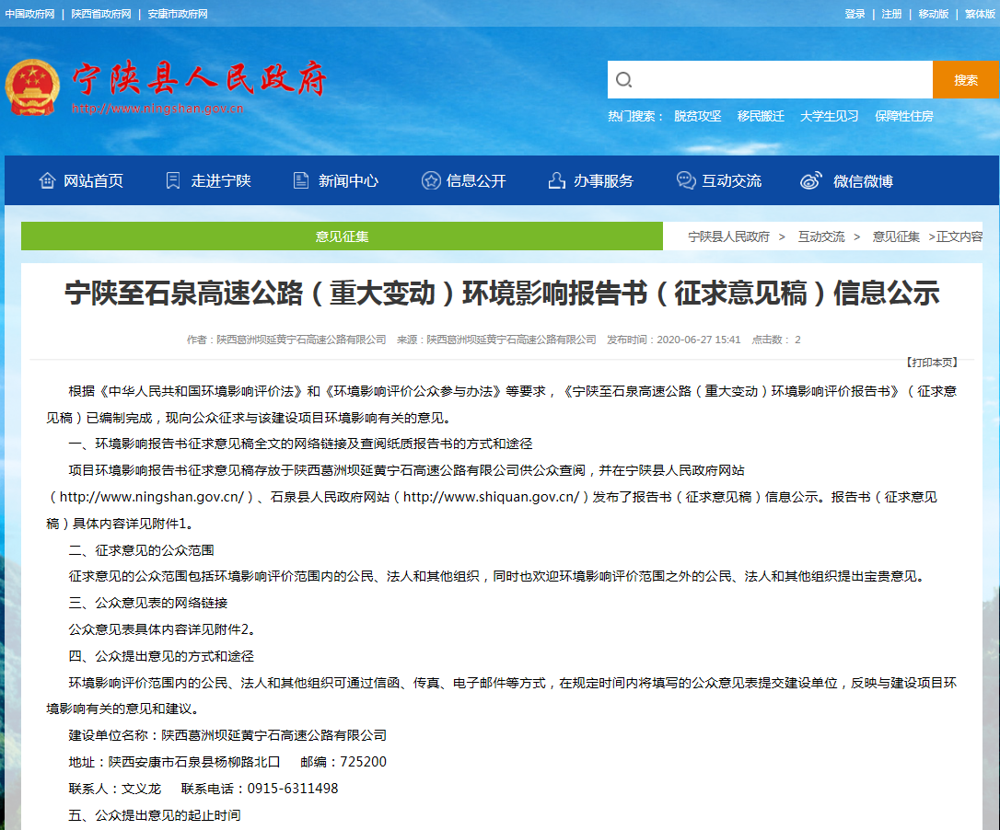 中国政府网 | 陕西省政府网 | 安康市政府网
登录 | 注册 | 移动版 | 繁体版
宁陕县人民政府
http://www.ningshan.gov.cn
搜索
热门搜索： 脱贫攻坚 移民搬迁 大学生见习 保障性住房
网站首页 走进宁陕 新闻中心 信息公开 办事服务 互动交流 微信微博
意见征集
宁陕县人民政府 > 互动交流 > 意见征集 >正文内容
宁陕至石泉高速公路（重大变动）环境影响报告书（征求意见稿）信息公示
作者：陕西葛洲坝延黄宁石高速公路有限公司 来源：陕西葛洲坝延黄宁石高速公路有限公司 发布时间：2020-06-27 15:41 点击数： 2
【打印本页】
根据《中华人民共和国环境影响评价法》和《环境影响评价公众参与办法》等要求，《宁陕至石泉高速公路（重大变动）环境影响评价报告书》（征求意
见稿）已编制完成，现向公众征求与该建设项目环境影响有关的意见。
一、环境影响报告书征求意见稿全文的网络链接及查阅纸质报告书的方式和途径
项目环境影响报告书征求意见稿存放于陕西葛洲坝延黄宁石高速公路有限公司供公众查阅，并在宁陕县人民政府网站
（http://www.ningshan.gov.cn/）、石泉县人民政府网站（http://www.shiquan.gov.cn/）发布了报告书（征求意见稿）信息公示。报告书（征求意见
稿）具体内容详见附件1。
二、征求意见的公众范围
征求意见的公众范围包括环境影响评价范围内的公民、法人和其他组织，同时也欢迎环境影响评价范围之外的公民、法人和其他组织提出宝贵意见。
三、公众意见表的网络链接
公众意见表具体内容详见附件2。
四、公众提出意见的方式和途径
环境影响评价范围内的公民、法人和其他组织可通过信函、传真、电子邮件等方式，在规定时间内将填写的公众意见表提交建设单位，反映与建设项目环
境影响有关的意见和建议。
建设单位名称：陕西葛洲坝延黄宁石高速公路有限公司
地址：陕西安康市石泉县杨柳路北口 邮编：725200
联系人：文义龙 联系电话：0915-6311498
五、公众提出意见的起止时间